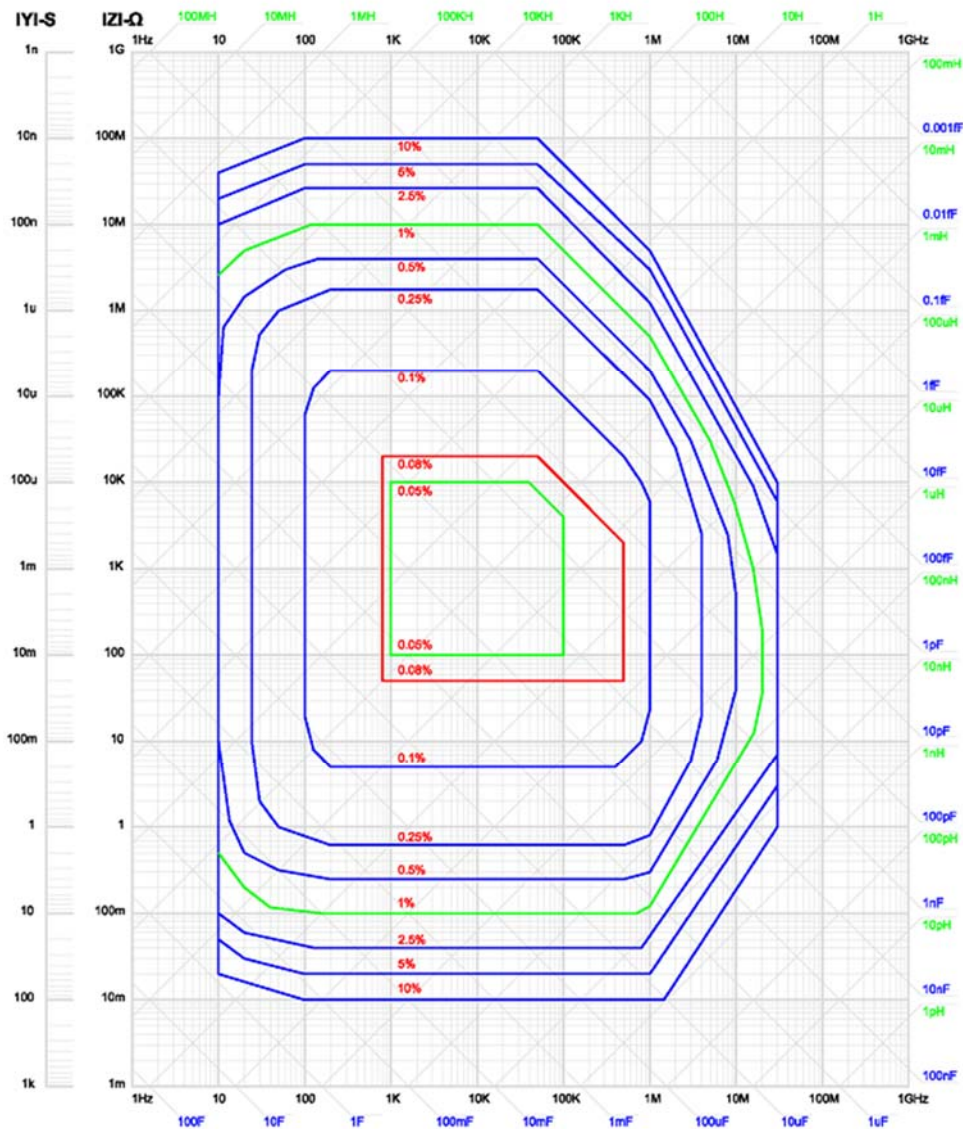 IYI-S IZI-Ω 100MH 10MH 1MH 100KH 10KH 1KH 100H 10H 1H
1Hz 10 100 1K 10K 100K 1M 10M 100M 1GHz
1n 1G
100mH
10n 100M 0.001fF
10mH
10%
5%
2.5%
100n 10M 0.01fF
1mH
1%
0.5%
0.25%
1u 1M 0.1fF
100uH
0.1%
10u 100K 1fF
10uH
0.08%
100u 10K 10fF
1uH
0.05%
1m 1K 100fF
100nH
0.05%
10m 100 1pF
10nH
0.08%
100m 10 10pF
1nH
0.1%
1 1 100pF
100pH
0.25%
0.5%
1%
10 100m 1nF
10pH
2.5%
5%
10%
100 10m 10nF
1pH
1k 1m 100nF
1Hz 10 100 1K 10K 100K 1M 10M 100M 1GHz
100F 10F 1F 100mF 10mF 1mF 100uF 10uF 1uF